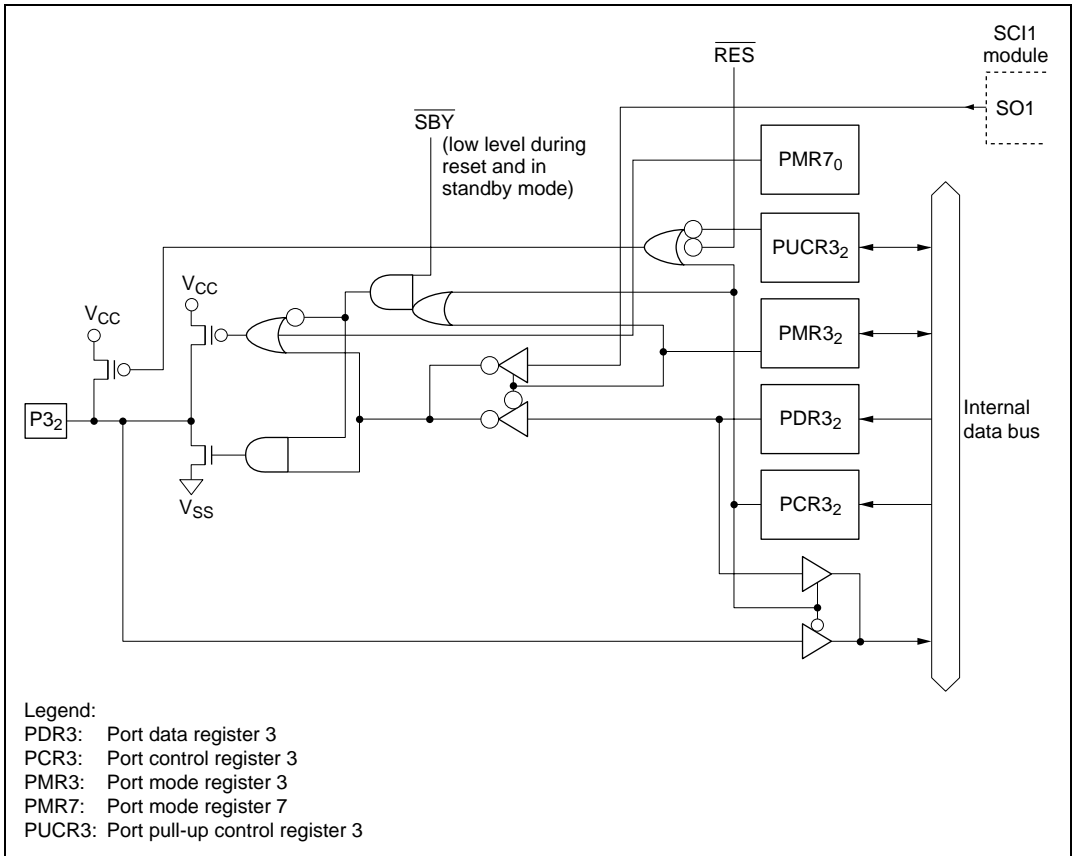 SCI1
module
RES
SO1
SBY
(low level during
reset and in
standby mode)
PMR7₀
PUCR3₂
VCC
VCC
PMR3₂
P3₂
PDR3₂
Internal
data bus
VSS
PCR3₂
Legend:
PDR3: Port data register 3
PCR3: Port control register 3
PMR3: Port mode register 3
PMR7: Port mode register 7
PUCR3: Port pull-up control register 3